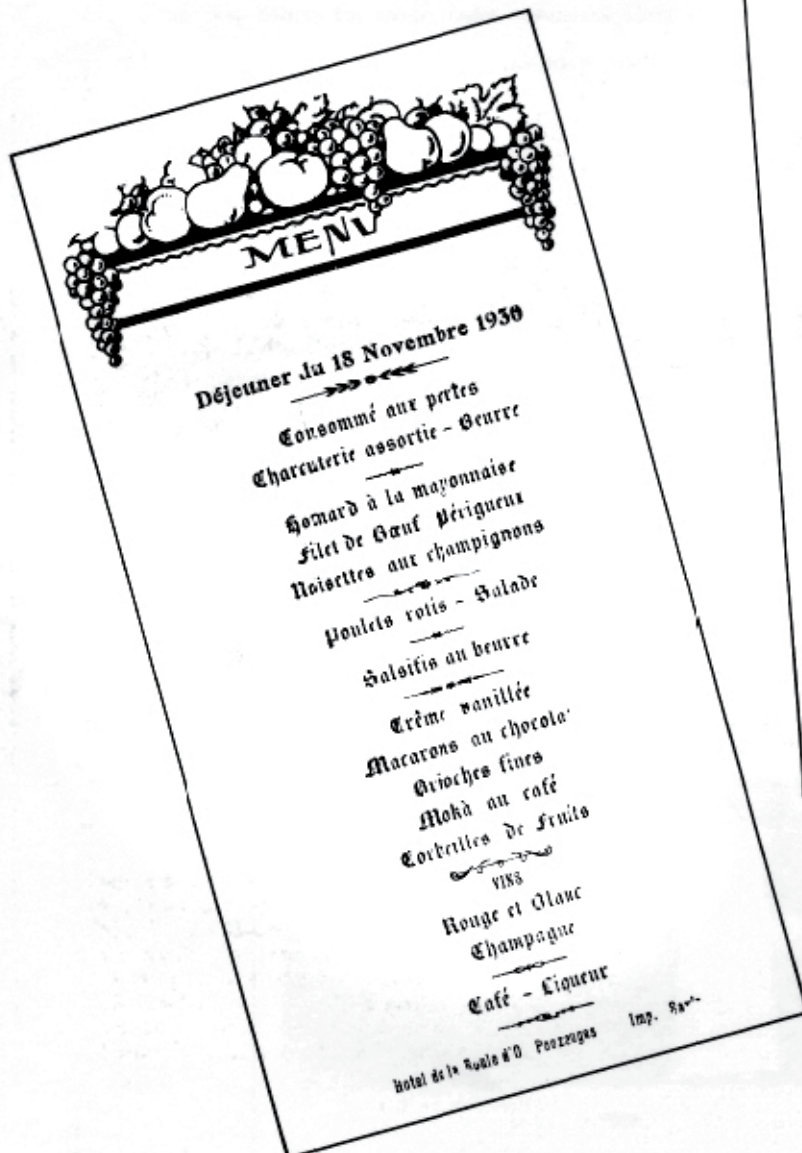 MENU
Déjeuner du 18 Novembre 1930
Consommé aux perles
Charcuterie assortie - Beurre
Homard à la mayonnaise
Filet de Bœuf Périgueux
Noisettes aux champignons
Poulets rotis - Salade
Salsifis au beurre
Crème vanillée
Macarons au chocola
Brioches fines
Mokà au café
Corbeilles de Fruits
VINS
Rouge et Blanc
Champagne
Café - Liqueur
Hotel de la Boule d'O Pouzauges Imp.